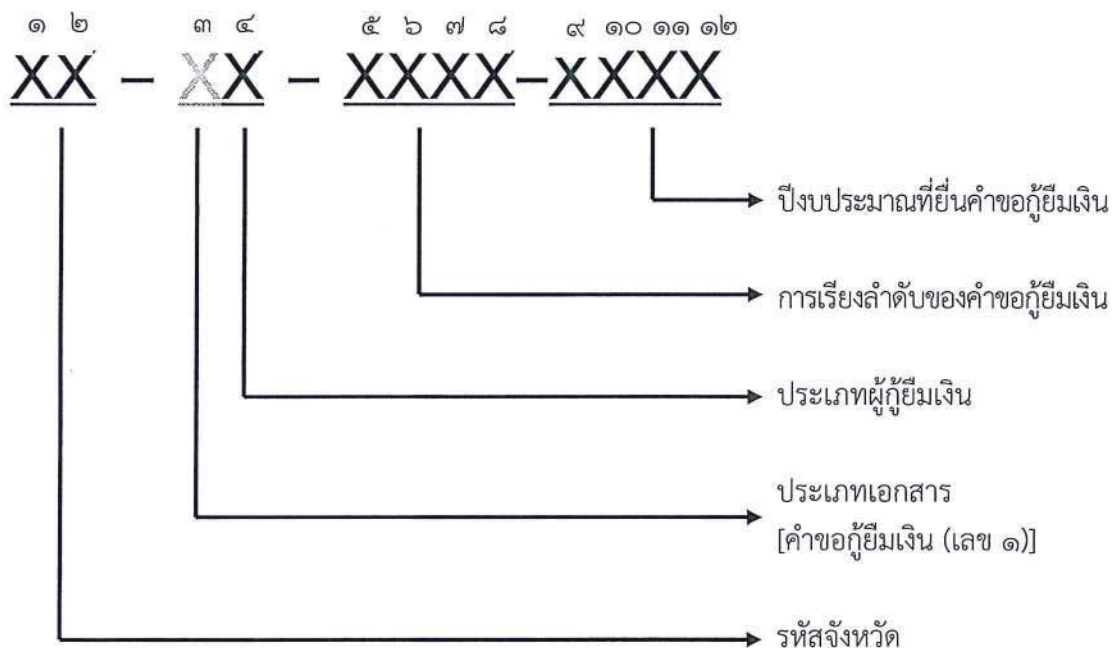 ๑ ๒ ๓ ๔ ๕ ๖ ๗ ๘ ๙ ๑๐ ๑๑ ๑๒
XX – XX – XXXX–XXXX
ปีงบประมาณที่ยื่นคำขอกู้ยืมเงิน
การเรียงลำดับของคำขอกู้ยืมเงิน
ประเภทผู้กู้ยืมเงิน
ประเภทเอกสาร
[คำขอกู้ยืมเงิน (เลข ๑)]
รหัสจังหวัด